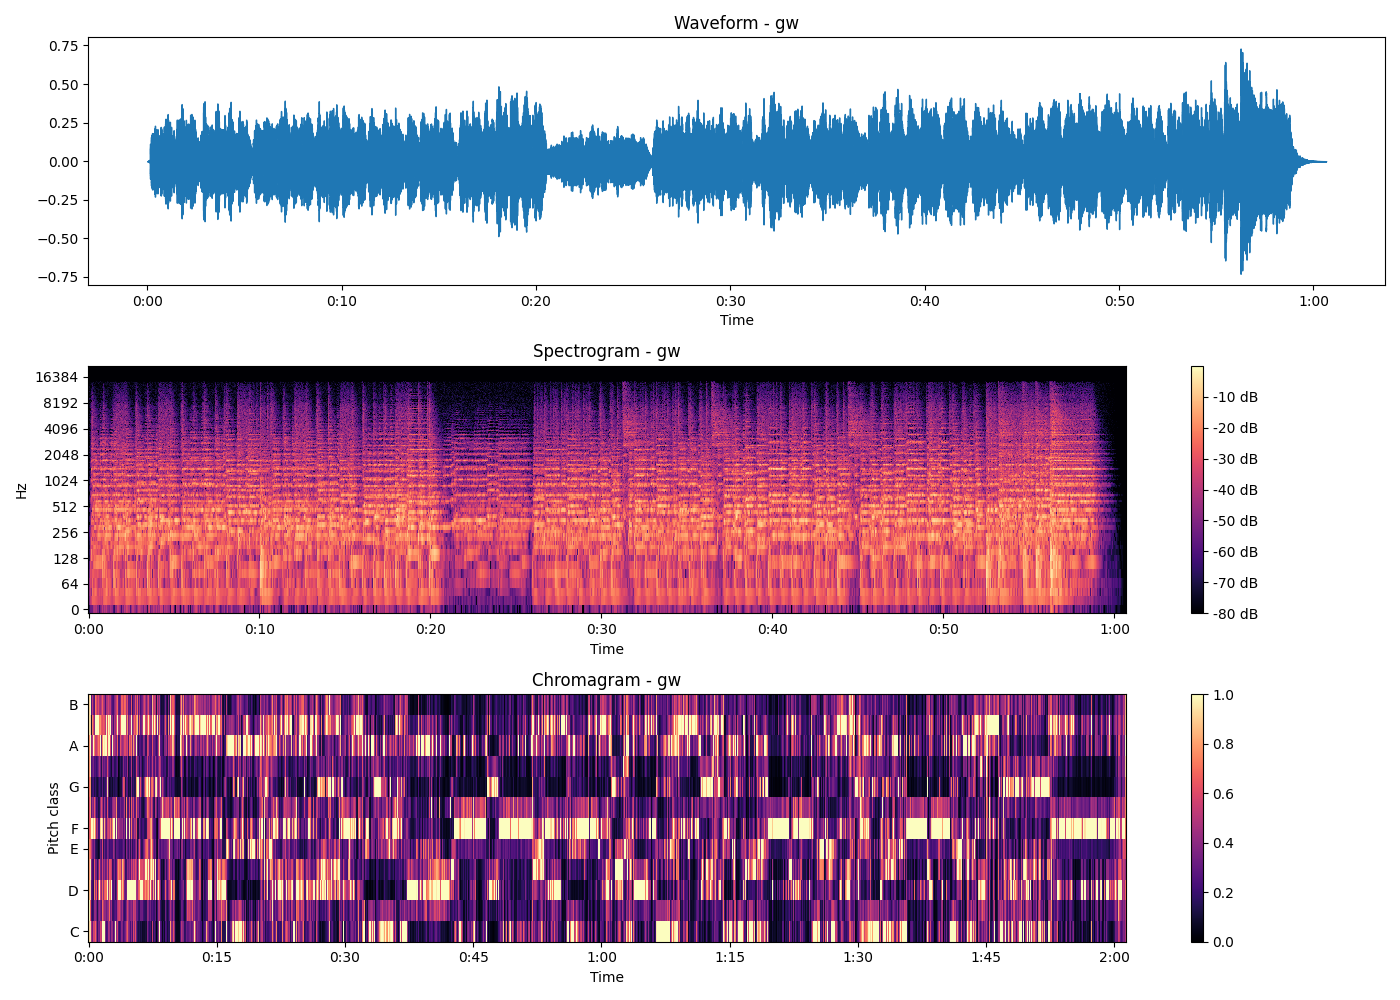 Waveform - gw
0.75
0.50
0.25
0.00
−0.25
−0.50
−0.75
0:00 0:10 0:20 0:30 0:40 0:50 1:00
Time
Spectrogram - gw
Hz
16384
8192
4096
2048
1024
512
256
128
64
0
0:00 0:10 0:20 0:30 0:40 0:50 1:00
Time
-10 dB
-20 dB
-30 dB
-40 dB
-50 dB
-60 dB
-70 dB
-80 dB
Chromagram - gw
Pitch class
B
A
G
F
E
D
C
0:00 0:15 0:30 0:45 1:00 1:15 1:30 1:45 2:00
Time
1.0
0.8
0.6
0.4
0.2
0.0